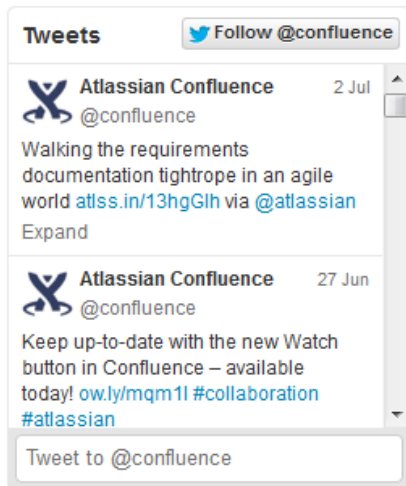 Tweets
Follow @confluence
Atlassian Confluence 2 Jul
@confluence
Walking the requirements
documentation tightrope in an agile
world atlss.in/13hgGlh via @atlassian
Expand
Atlassian Confluence 27 Jun
@confluence
Keep up-to-date with the new Watch
button in Confluence – available
today! ow.ly/mqm1l #collaboration
#atlassian
Tweet to @confluence